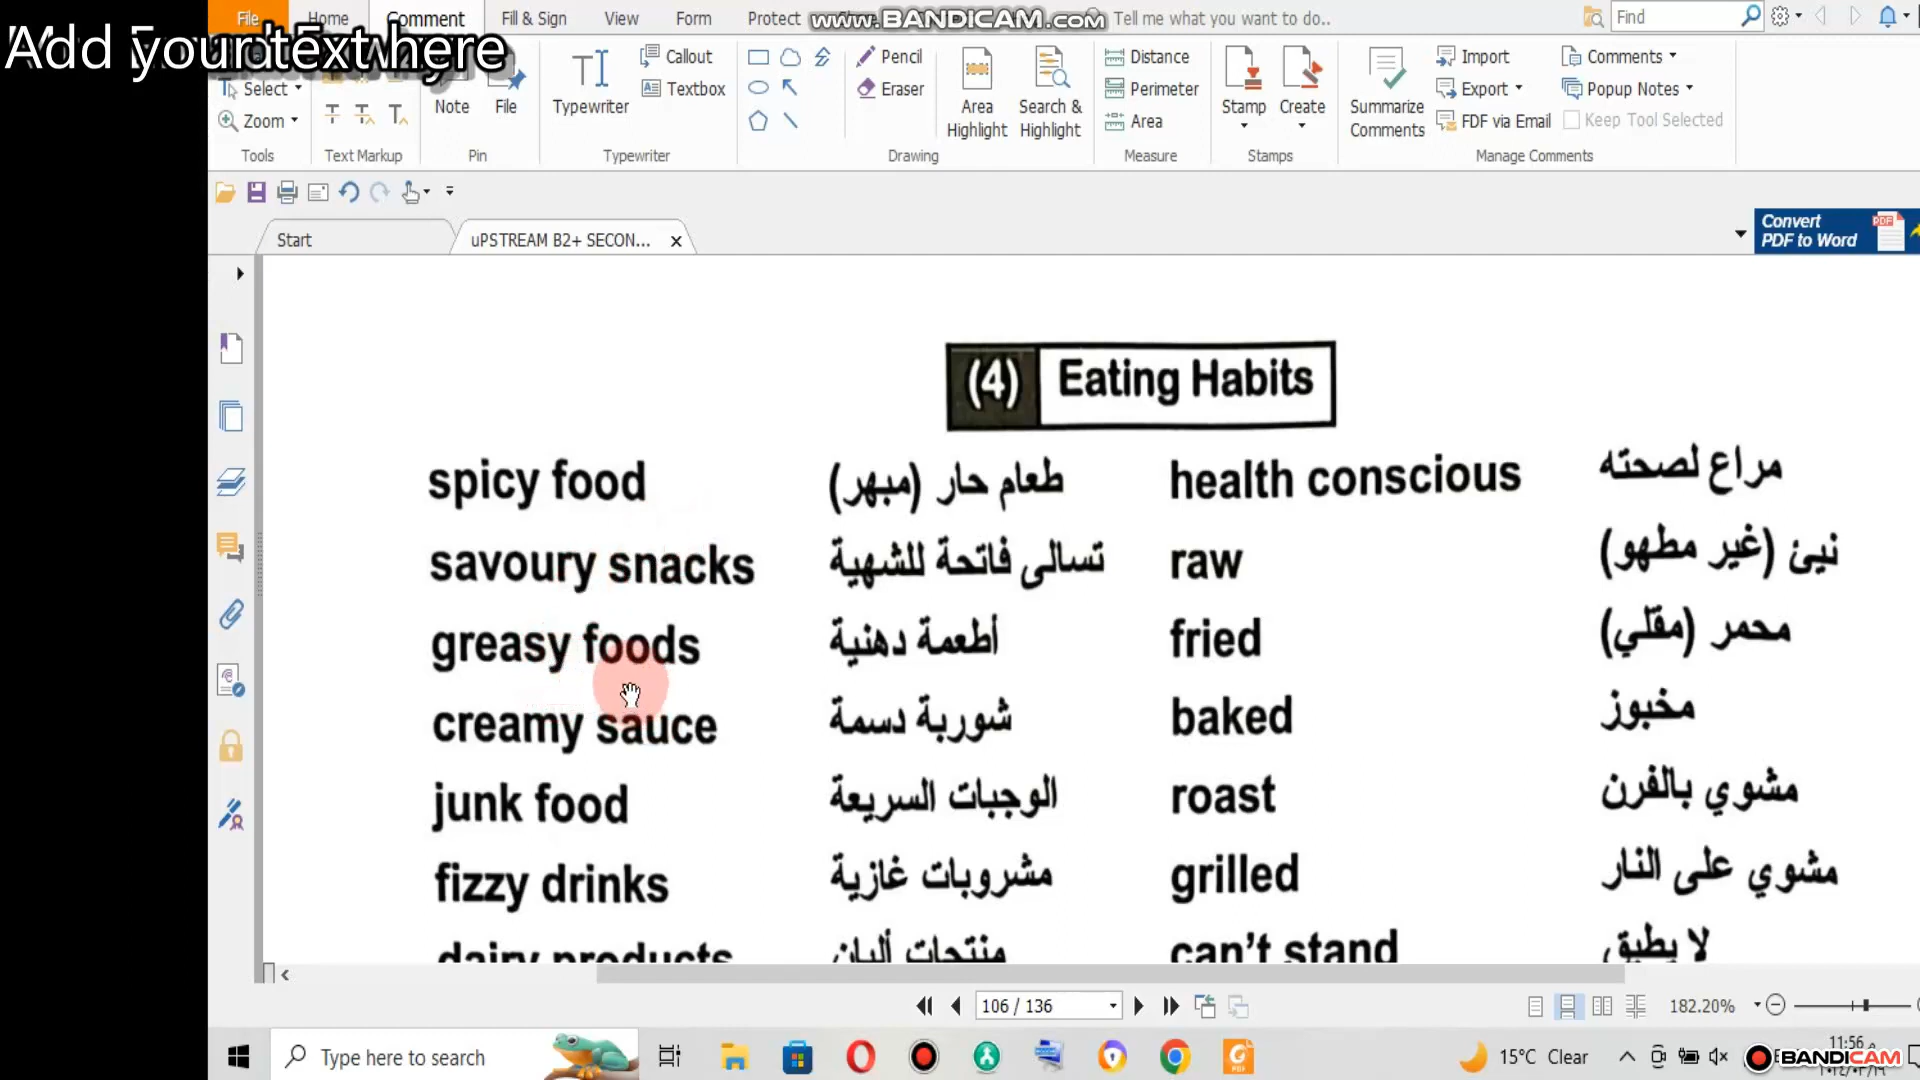 File Home Comment Fill & Sign View Form Protect www.BANDICAM.com Tell me what you want to do.. Find
Add your text here
Callout Pencil Distance Import Comments
Select Textbox Eraser Perimeter Export Popup Notes
Note File Typewriter Area Highlight Search & Highlight Stamp Create Summarize Comments
Zoom Area FDF via Email Keep Tool Selected
Tools Text Markup Pin Typewriter Drawing Measure Stamps Manage Comments
Start uPSTREAM B2+ SECON... Convert PDF to Word
(4) Eating Habits
spicy food طعام حار (مبهر) health conscious مراع لصحته
savoury snacks تسالى فاتحة للشهية raw نيئ (غير مطهو)
greasy foods أطعمة دهنية fried محمر (مقلي)
creamy sauce شوربة دسمة baked مخبوز
junk food الوجبات السريعة roast مشوي بالفرن
fizzy drinks مشروبات غازية grilled مشوي على النار
dairy products منتجات ألبان can't stand لا يطيق
106 / 136 182.20%
Type here to search 15°C Clear 11:56 BANDICAM